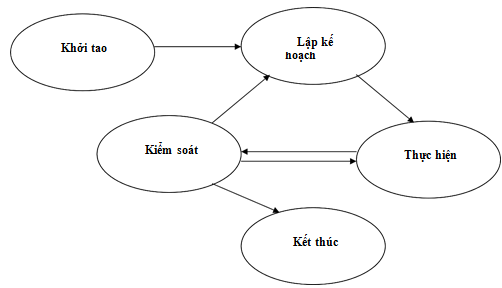 Khởi tao
Lập kế
hoạch
Kiểm soát
Thực hiện
Kết thúc